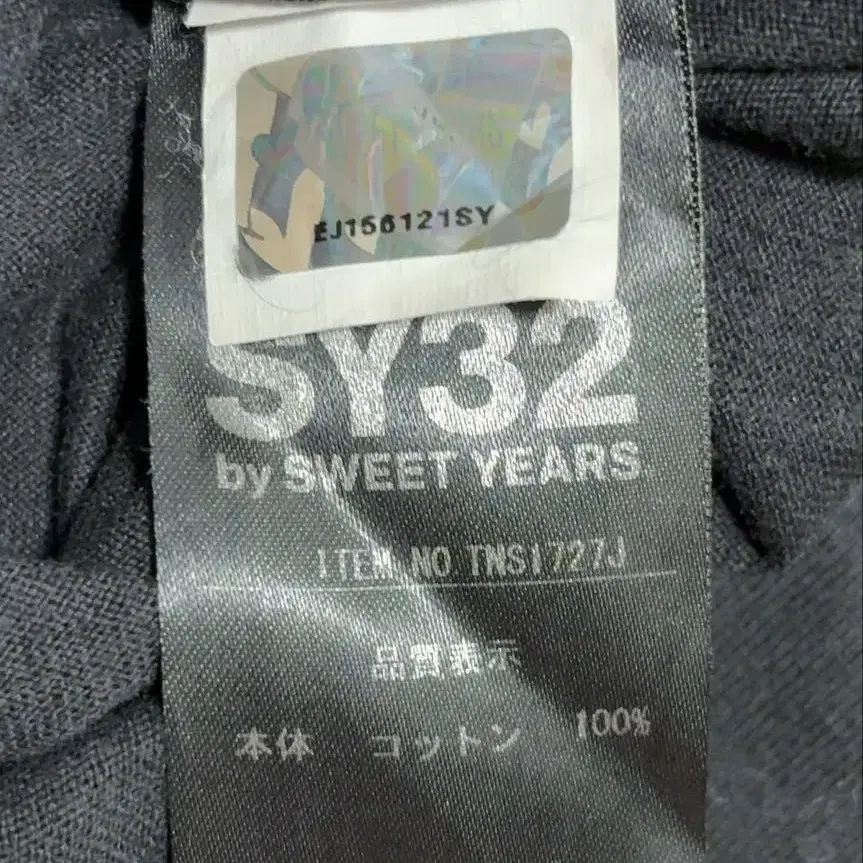 EJ156121SY
SY32
by SWEET YEARS
ITEM NO TNS1727J
品質表示
本体 コットン 100%